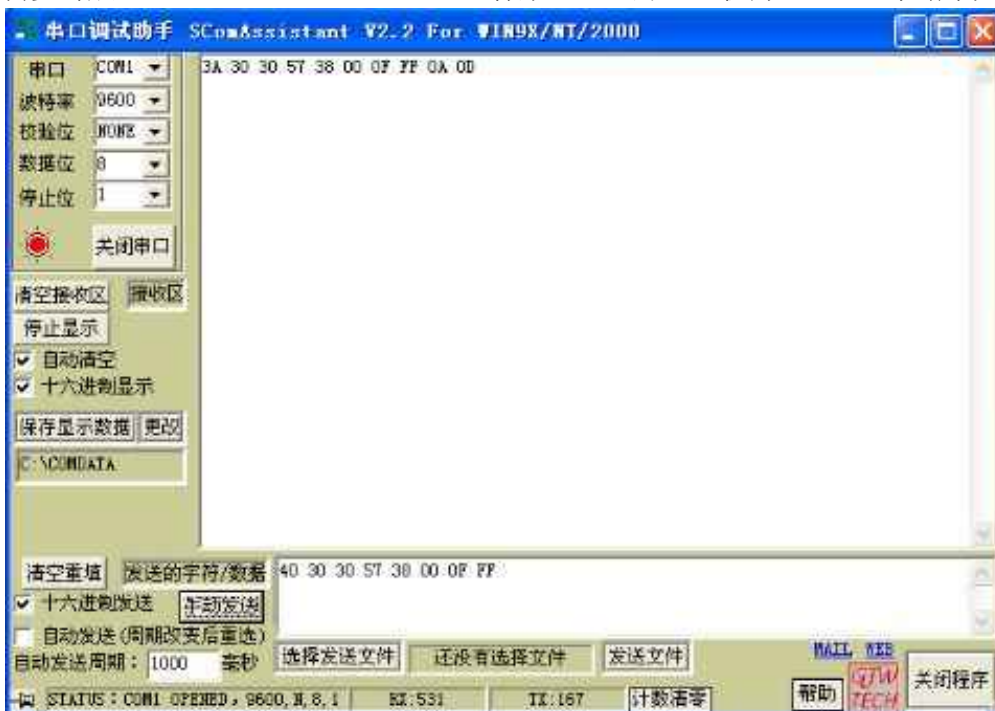 串口调试助手 SComAssistant V2.2 For WIN9X/NT/2000
串口 COM1
波特率 9600
校验位 NONE
数据位 8
停止位 1
关闭串口
清空接收区 接收区
停止显示
自动清空
十六进制显示
保存显示数据 更改
C:\COMDATA
3A 30 30 57 38 00 0F FF 0A 0D
清空重填 发送的字符/数据 40 30 30 57 38 00 0F FF
十六进制发送 手动发送
自动发送(周期改变后重选)
自动发送周期： 1000 毫秒 选择发送文件 还没有选择文件 发送文件
MAIL WEB
STATUS：COM1 OPENED，9600,N,8,1 RX:531 TX:167 计数清零 帮助 GJW TECH 关闭程序